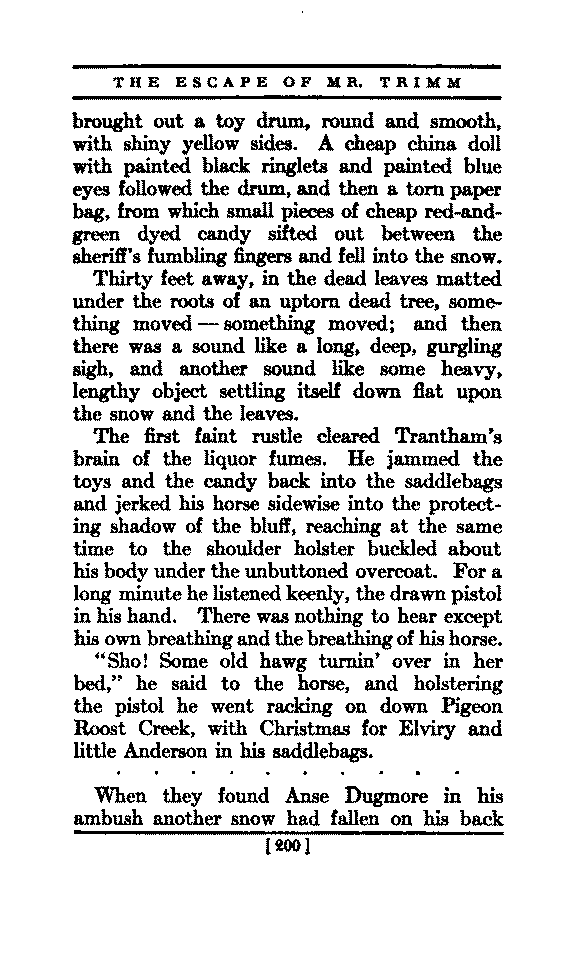 THE ESCAPE OF MR. TRIMM
brought out a toy drum, round and smooth,
with shiny yellow sides. A cheap china doll
with painted black ringlets and painted blue
eyes followed the drum, and then a torn paper
bag, from which small pieces of cheap red-and-
green dyed candy sifted out between the
sheriff's fumbling fingers and fell into the snow.
Thirty feet away, in the dead leaves matted
under the roots of an uptorn dead tree, some-
thing moved — something moved; and then
there was a sound like a long, deep, gurgling
sigh, and another sound like some heavy,
lengthy object settling itself down flat upon
the snow and the leaves.
The first faint rustle cleared Trantham's
brain of the liquor fumes. He jammed the
toys and the candy back into the saddlebags
and jerked his horse sidewise into the protect-
ing shadow of the bluff, reaching at the same
time to the shoulder holster buckled about
his body under the unbuttoned overcoat. For a
long minute he listened keenly, the drawn pistol
in his hand. There was nothing to hear except
his own breathing and the breathing of his horse.
"Sho! Some old hawg turnin' over in her
bed," he said to the horse, and holstering
the pistol he went racking on down Pigeon
Roost Creek, with Christmas for Elviry and
little Anderson in his saddlebags.
. . . . . . . . . .
When they found Anse Dugmore in his
ambush another snow had fallen on his back
[200]